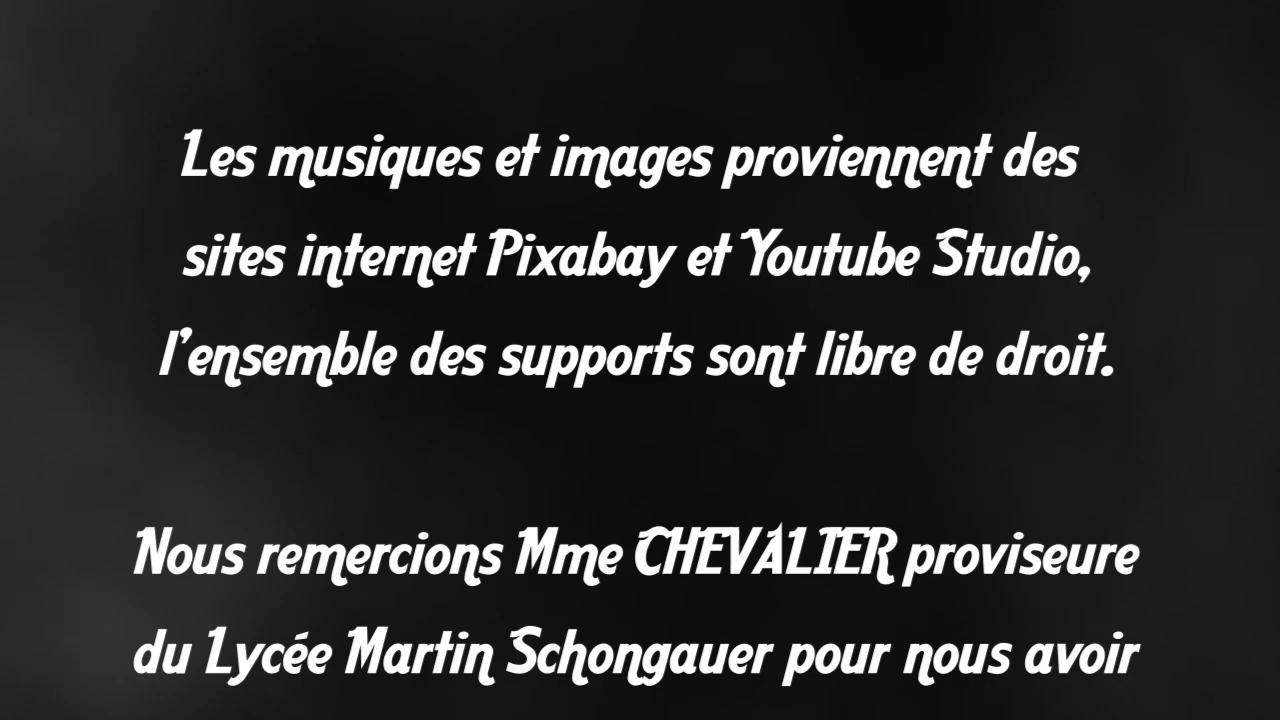 Les musiques et images proviennent des
sites internet Pixabay et Youtube Studio,
l'ensemble des supports sont libre de droit.
Nous remercions Mme CHEVALIER proviseure
du Lycée Martin Schongauer pour nous avoir